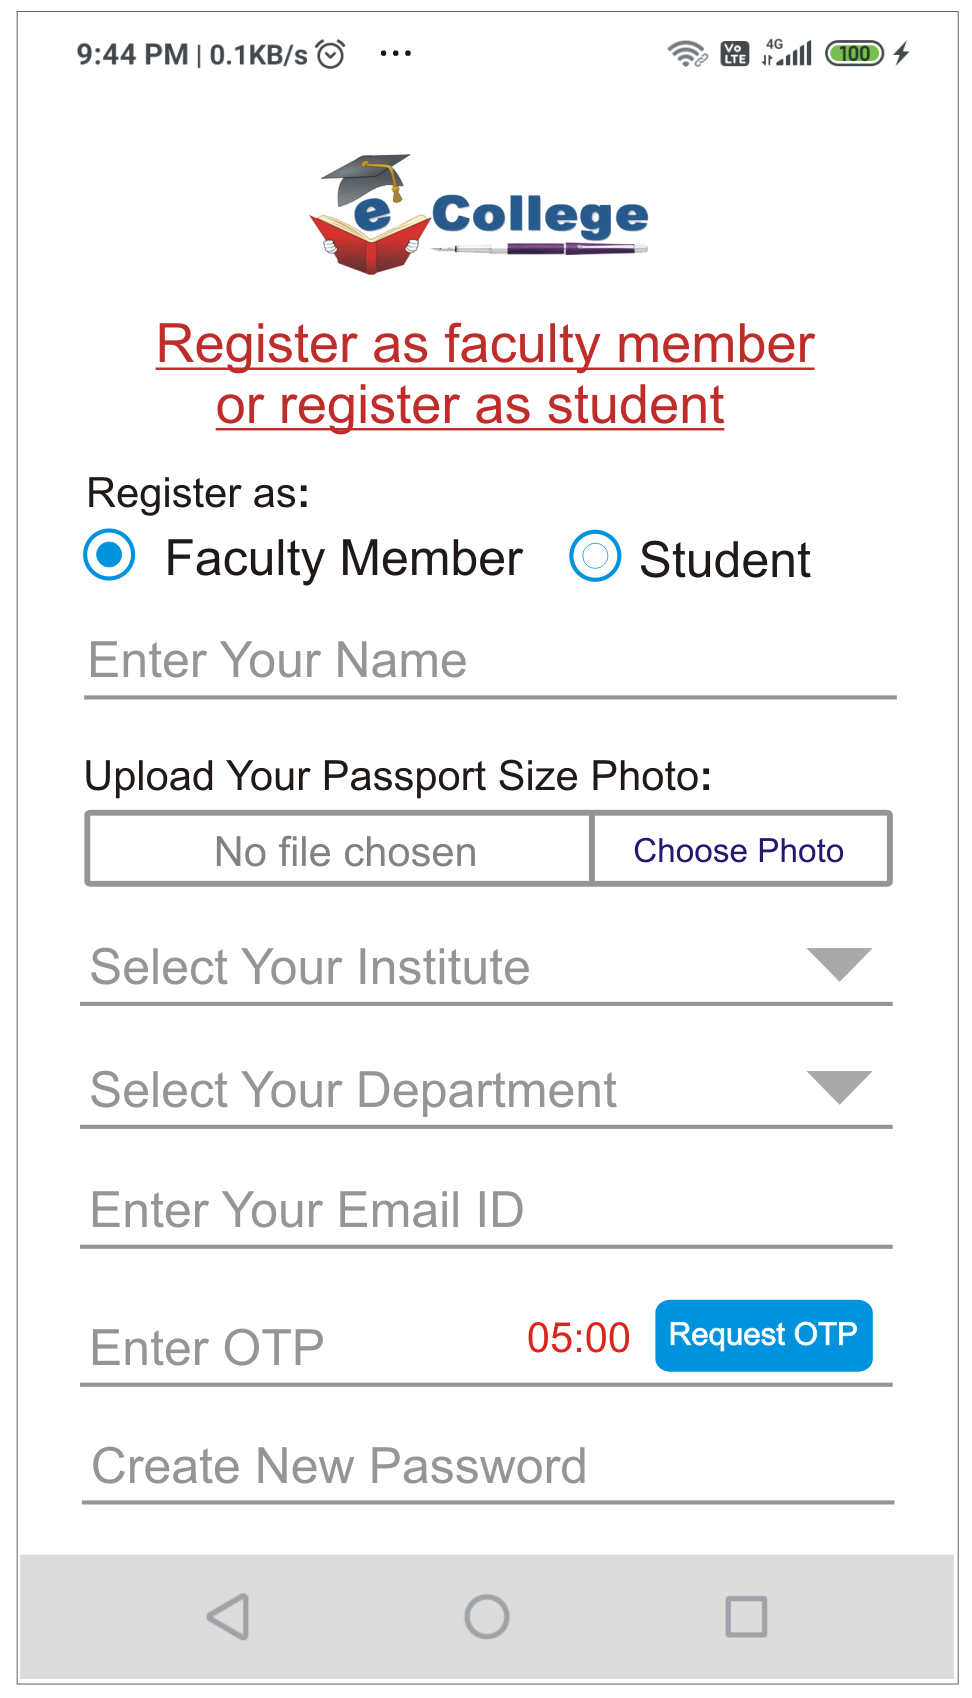 9:44 PM | 0.1KB/s ...
Vo LTE 4G 100
e College
Register as faculty member
or register as student
Register as:
Faculty Member Student
Enter Your Name
Upload Your Passport Size Photo:
No file chosen Choose Photo
Select Your Institute
Select Your Department
Enter Your Email ID
Enter OTP 05:00 Request OTP
Create New Password